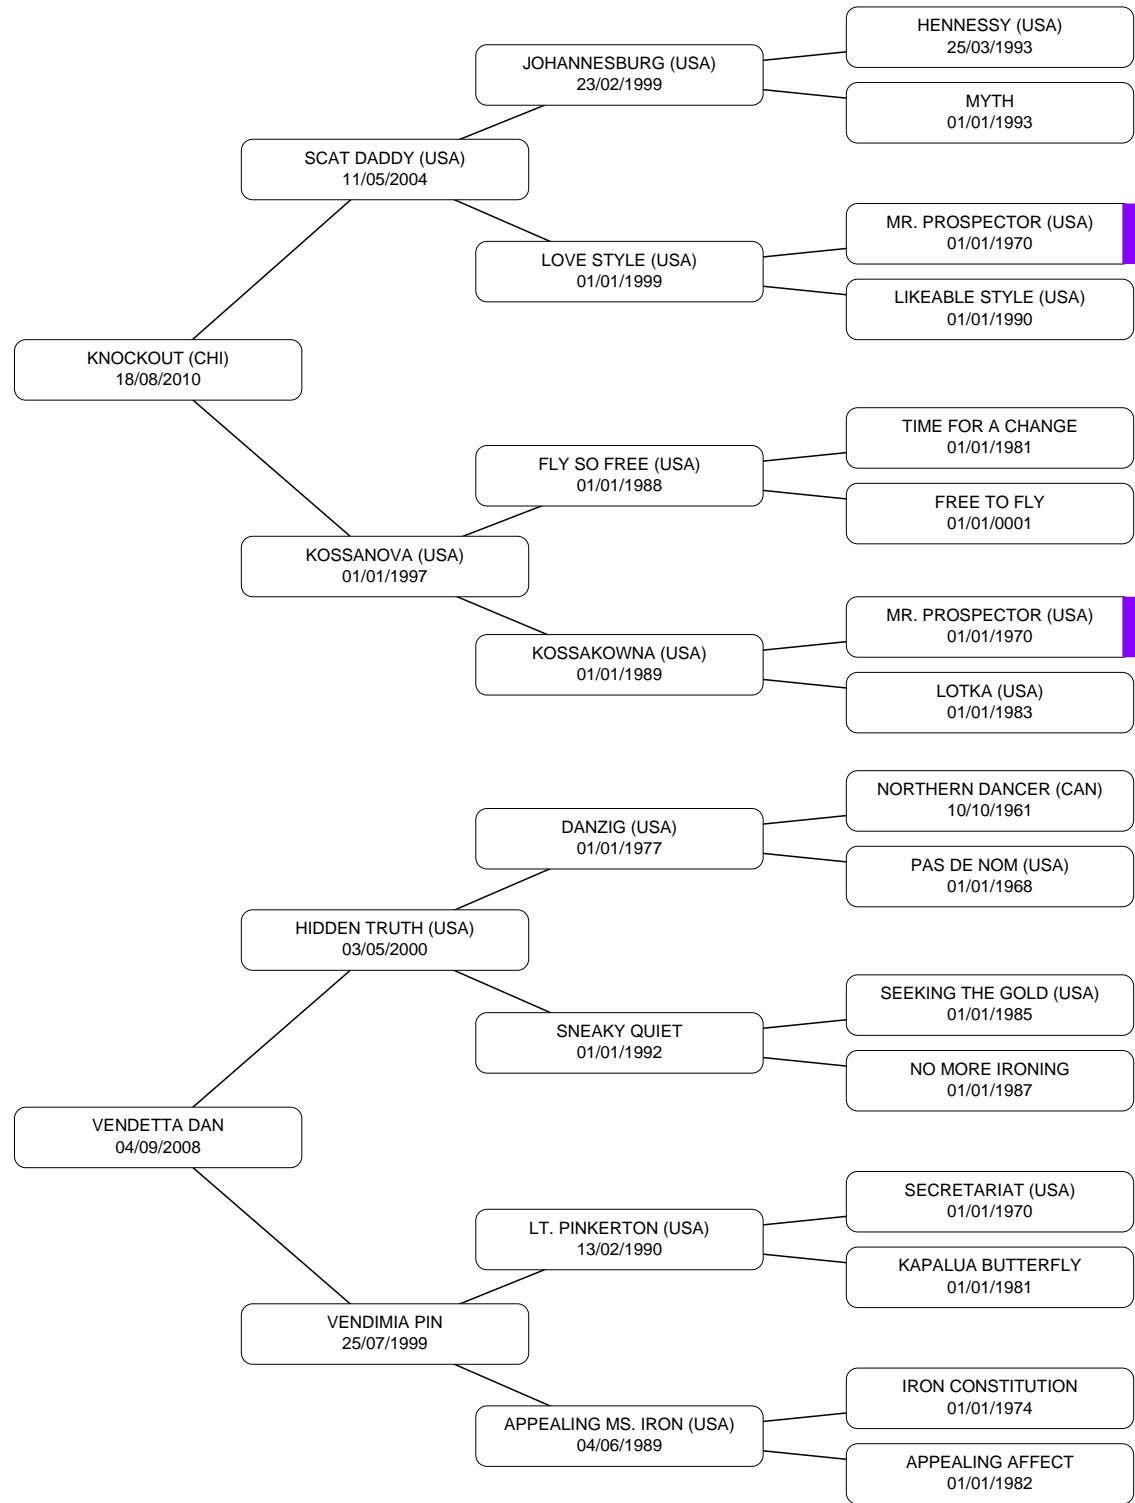 HENNESSY (USA)
25/03/1993
JOHANNESBURG (USA)
23/02/1999
MYTH
01/01/1993
SCAT DADDY (USA)
11/05/2004
MR. PROSPECTOR (USA)
01/01/1970
LOVE STYLE (USA)
01/01/1999
LIKEABLE STYLE (USA)
01/01/1990
KNOCKOUT (CHI)
18/08/2010
TIME FOR A CHANGE
01/01/1981
FLY SO FREE (USA)
01/01/1988
FREE TO FLY
01/01/0001
KOSSANOVA (USA)
01/01/1997
MR. PROSPECTOR (USA)
01/01/1970
KOSSAKOWNA (USA)
01/01/1989
LOTKA (USA)
01/01/1983
NORTHERN DANCER (CAN)
10/10/1961
DANZIG (USA)
01/01/1977
PAS DE NOM (USA)
01/01/1968
HIDDEN TRUTH (USA)
03/05/2000
SEEKING THE GOLD (USA)
01/01/1985
SNEAKY QUIET
01/01/1992
NO MORE IRONING
01/01/1987
VENDETTA DAN
04/09/2008
SECRETARIAT (USA)
01/01/1970
LT. PINKERTON (USA)
13/02/1990
KAPALUA BUTTERFLY
01/01/1981
VENDIMIA PIN
25/07/1999
IRON CONSTITUTION
01/01/1974
APPEALING MS. IRON (USA)
04/06/1989
APPEALING AFFECT
01/01/1982